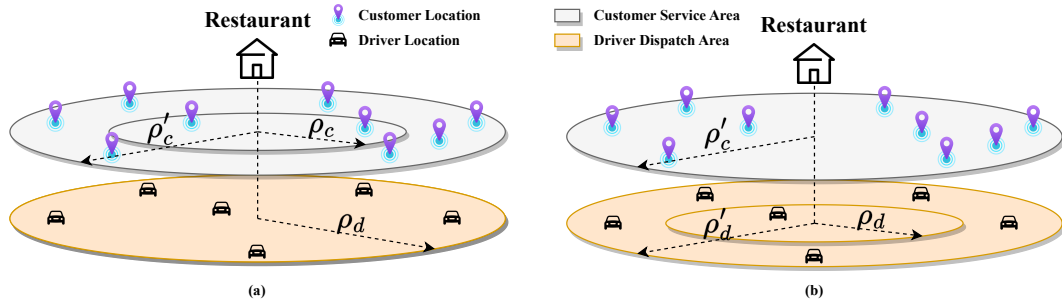 Restaurant
Customer Location
Driver Location
Customer Service Area
Driver Dispatch Area
Restaurant
ρ′c
ρc
ρd
(a)
ρ′c
ρ′d
ρd
(b)